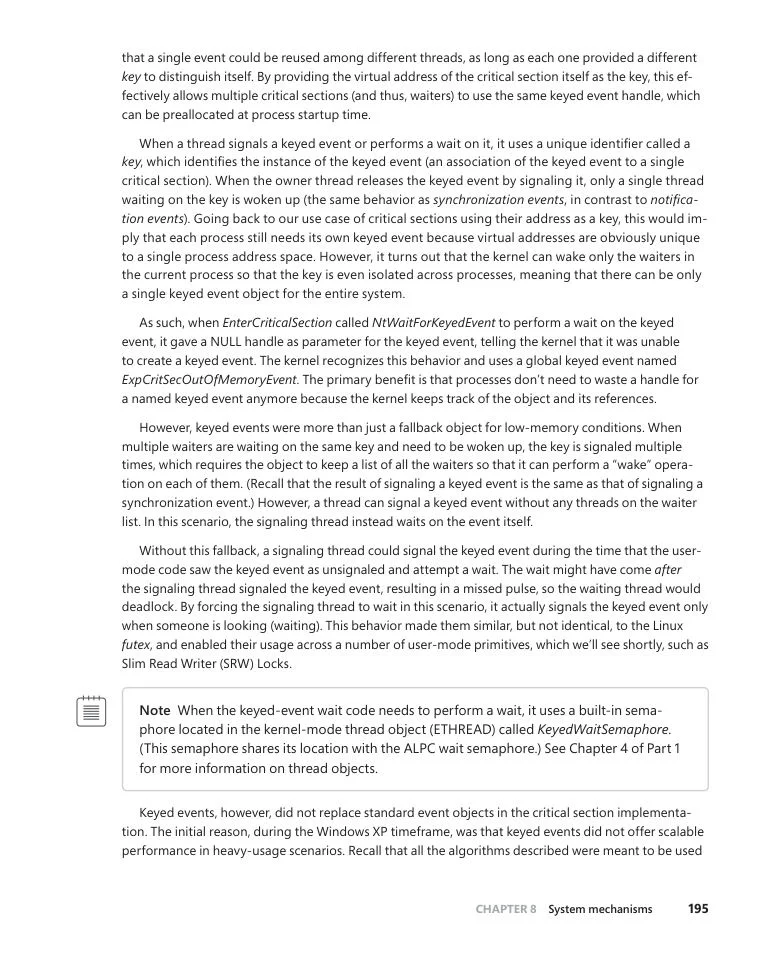 that a single event could be reused among different threads, as long as each one provided a different
key to distinguish itself. By providing the virtual address of the critical section itself as the key, this ef-
fectively allows multiple critical sections (and thus, waiters) to use the same keyed event handle, which
can be preallocated at process startup time.
When a thread signals a keyed event or performs a wait on it, it uses a unique identifier called a
key, which identifies the instance of the keyed event (an association of the keyed event to a single
critical section). When the owner thread releases the keyed event by signaling it, only a single thread
waiting on the key is woken up (the same behavior as synchronization events, in contrast to notifica-
tion events). Going back to our use case of critical sections using their address as a key, this would im-
ply that each process still needs its own keyed event because virtual addresses are obviously unique
to a single process address space. However, it turns out that the kernel can wake only the waiters in
the current process so that the key is even isolated across processes, meaning that there can be only
a single keyed event object for the entire system.
As such, when EnterCriticalSection called NtWaitForKeyedEvent to perform a wait on the keyed
event, it gave a NULL handle as parameter for the keyed event, telling the kernel that it was unable
to create a keyed event. The kernel recognizes this behavior and uses a global keyed event named
ExpCritSecOutOfMemoryEvent. The primary benefit is that processes don't need to waste a handle for
a named keyed event anymore because the kernel keeps track of the object and its references.
However, keyed events were more than just a fallback object for low-memory conditions. When
multiple waiters are waiting on the same key and need to be woken up, the key is signaled multiple
times, which requires the object to keep a list of all the waiters so that it can perform a “wake” opera-
tion on each of them. (Recall that the result of signaling a keyed event is the same as that of signaling a
synchronization event.) However, a thread can signal a keyed event without any threads on the waiter
list. In this scenario, the signaling thread instead waits on the event itself.
Without this fallback, a signaling thread could signal the keyed event during the time that the user-
mode code saw the keyed event as unsignaled and attempt a wait. The wait might have come after
the signaling thread signaled the keyed event, resulting in a missed pulse, so the waiting thread would
deadlock. By forcing the signaling thread to wait in this scenario, it actually signals the keyed event only
when someone is looking (waiting). This behavior made them similar, but not identical, to the Linux
futex, and enabled their usage across a number of user-mode primitives, which we'll see shortly, such as
Slim Read Writer (SRW) Locks.
Note When the keyed-event wait code needs to perform a wait, it uses a built-in sema-
phore located in the kernel-mode thread object (ETHREAD) called KeyedWaitSemaphore.
(This semaphore shares its location with the ALPC wait semaphore.) See Chapter 4 of Part 1
for more information on thread objects.
Keyed events, however, did not replace standard event objects in the critical section implementa-
tion. The initial reason, during the Windows XP timeframe, was that keyed events did not offer scalable
performance in heavy-usage scenarios. Recall that all the algorithms described were meant to be used
CHAPTER 8 System mechanisms 195